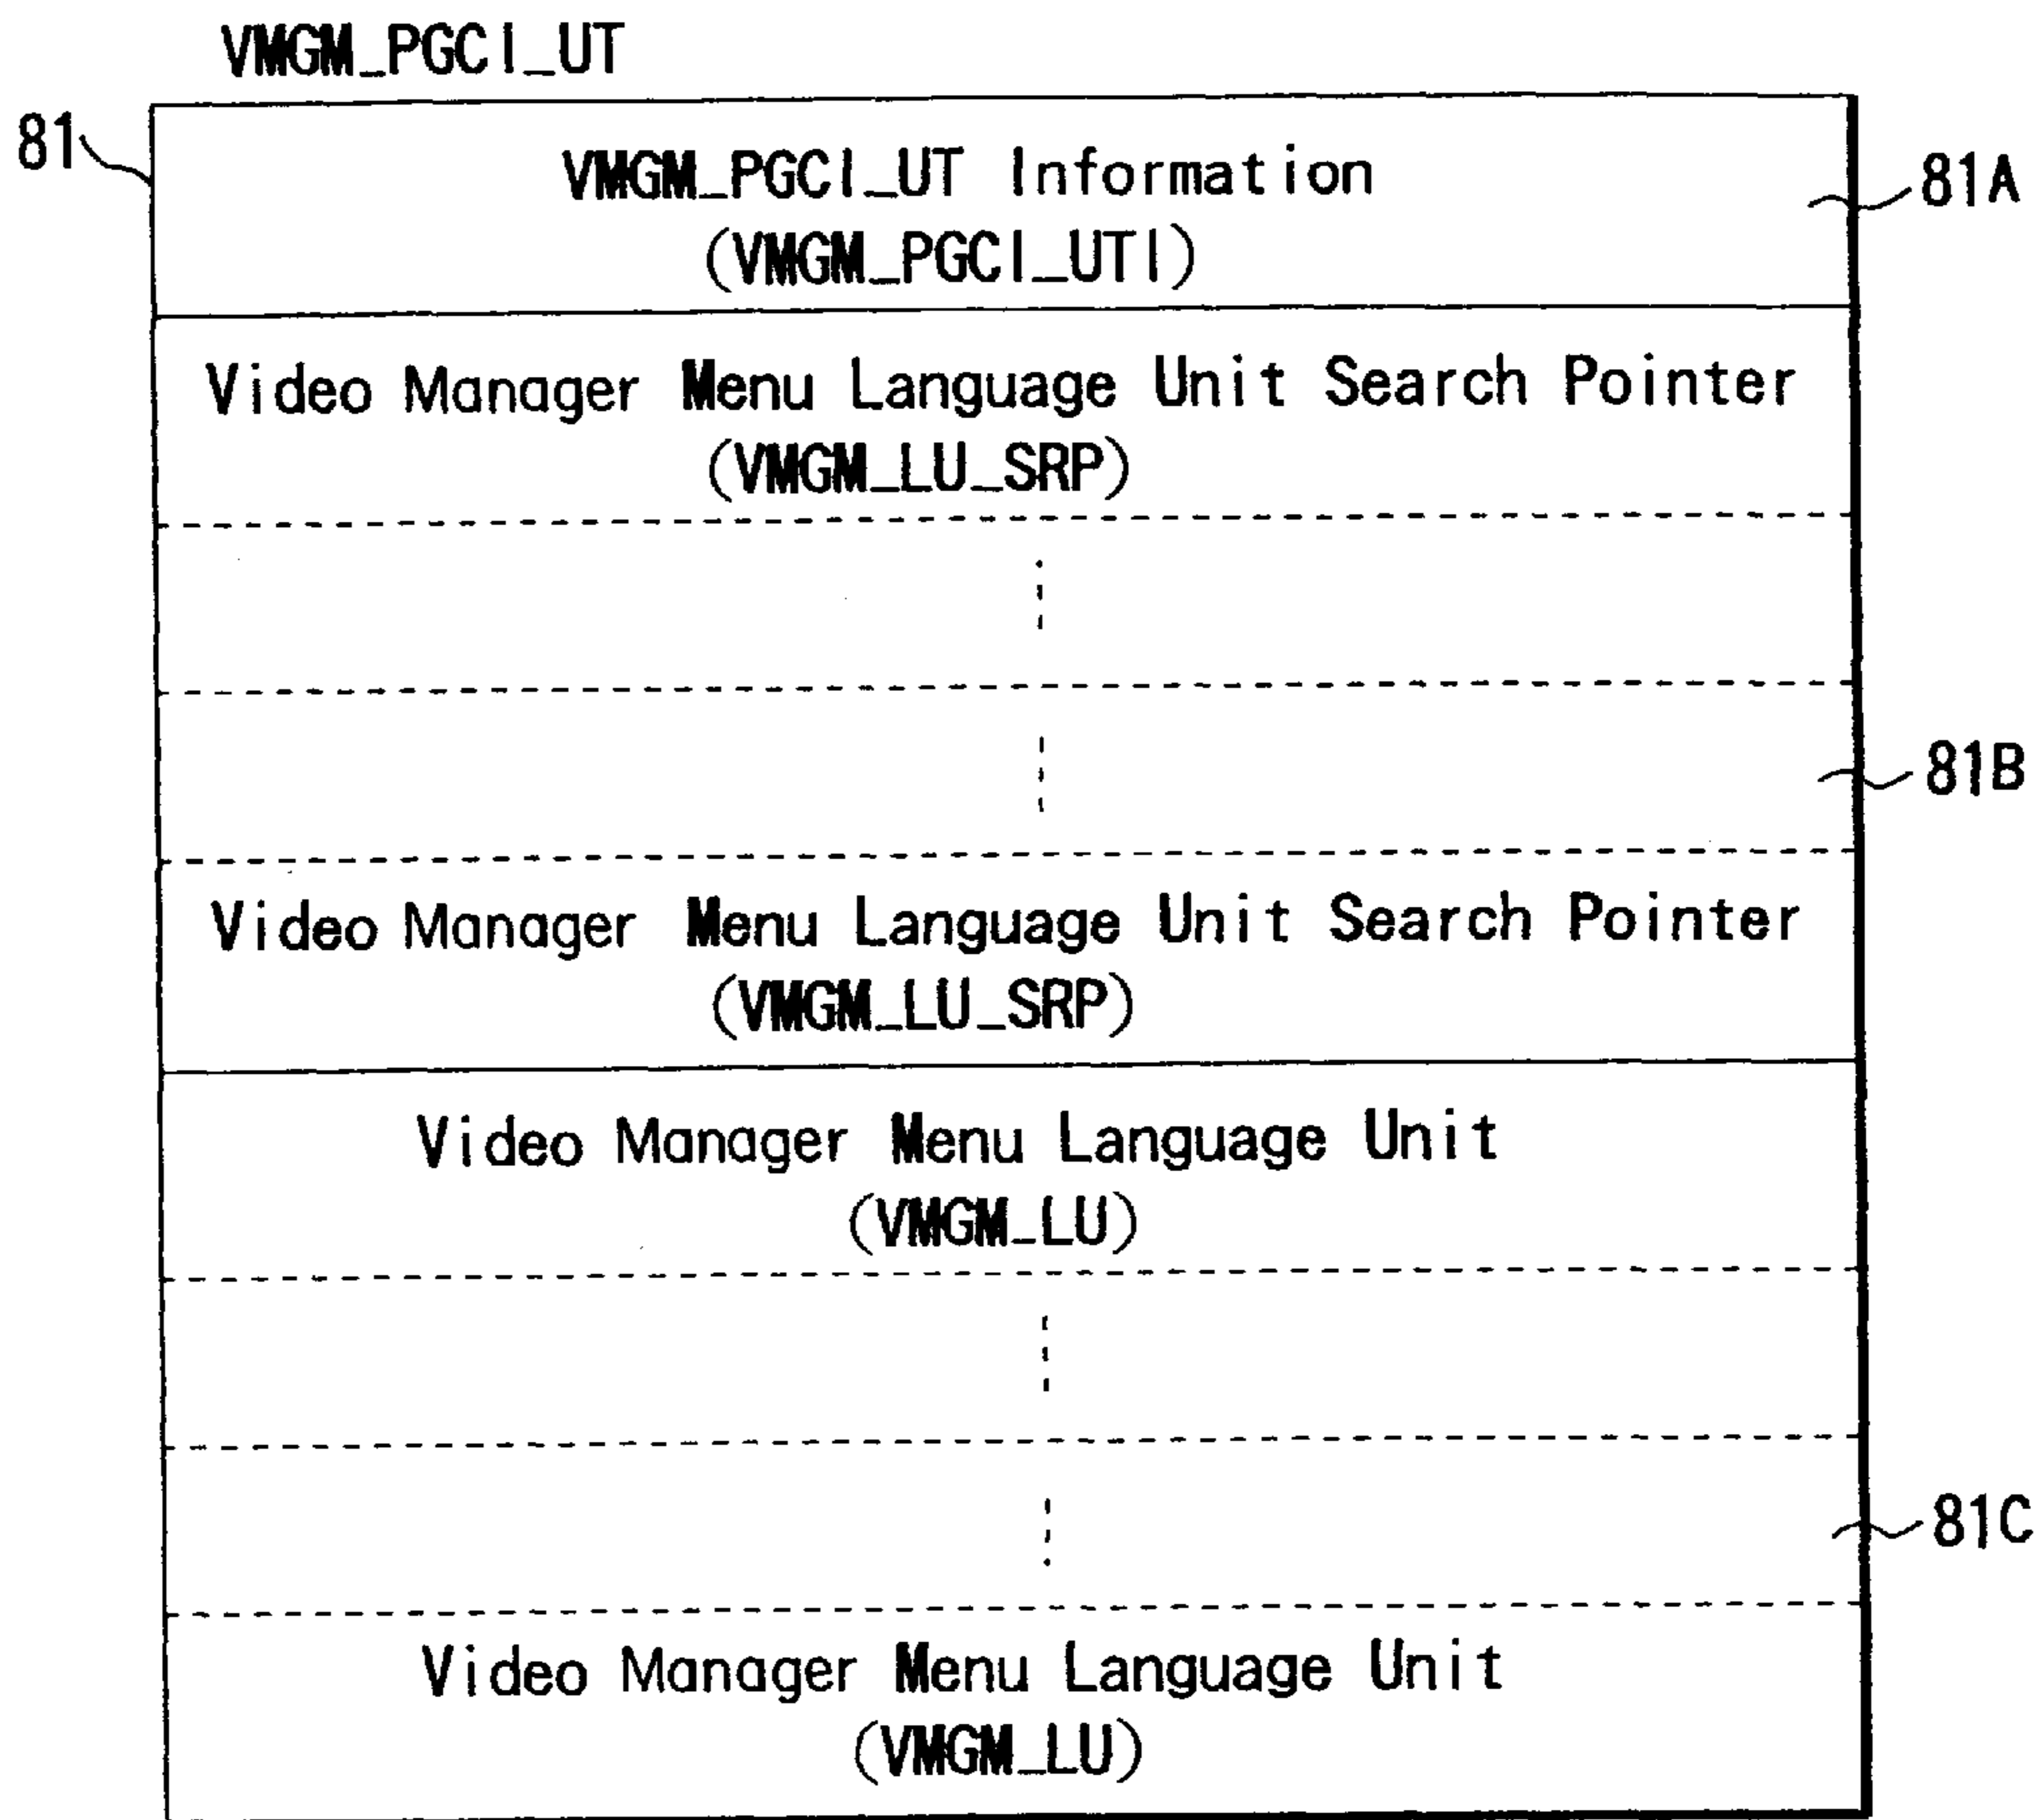 VMGM_PGCI_UT
81
VMGM_PGCI_UT Information
81A
(VMGM_PGCI_UTI)
Video Manager Menu Language Unit Search Pointer
(VMGM_LU_SRP)
81B
Video Manager Menu Language Unit Search Pointer
(VMGM_LU_SRP)
Video Manager Menu Language Unit
(VMGM_LU)
81C
Video Manager Menu Language Unit
(VMGM_LU)